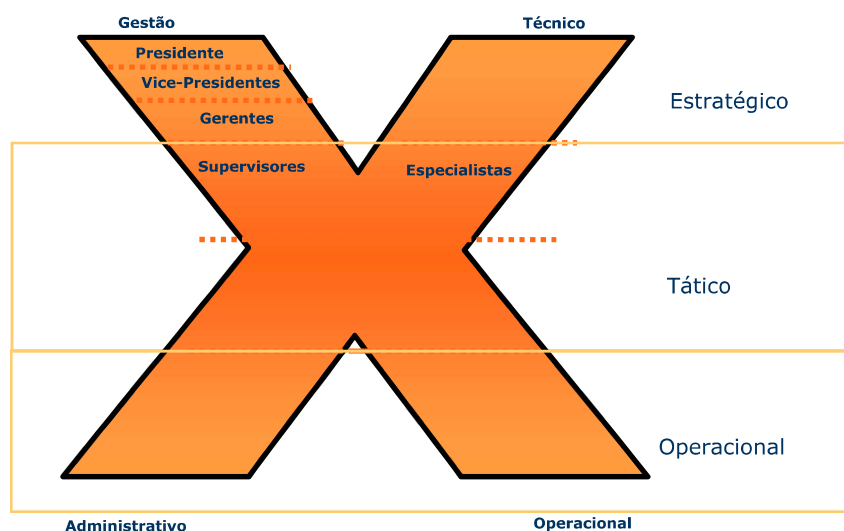 Gestão
Técnico
Presidente
Vice-Presidentes
Gerentes
Estratégico
Supervisores
Especialistas
Tático
Operacional
Administrativo
Operacional